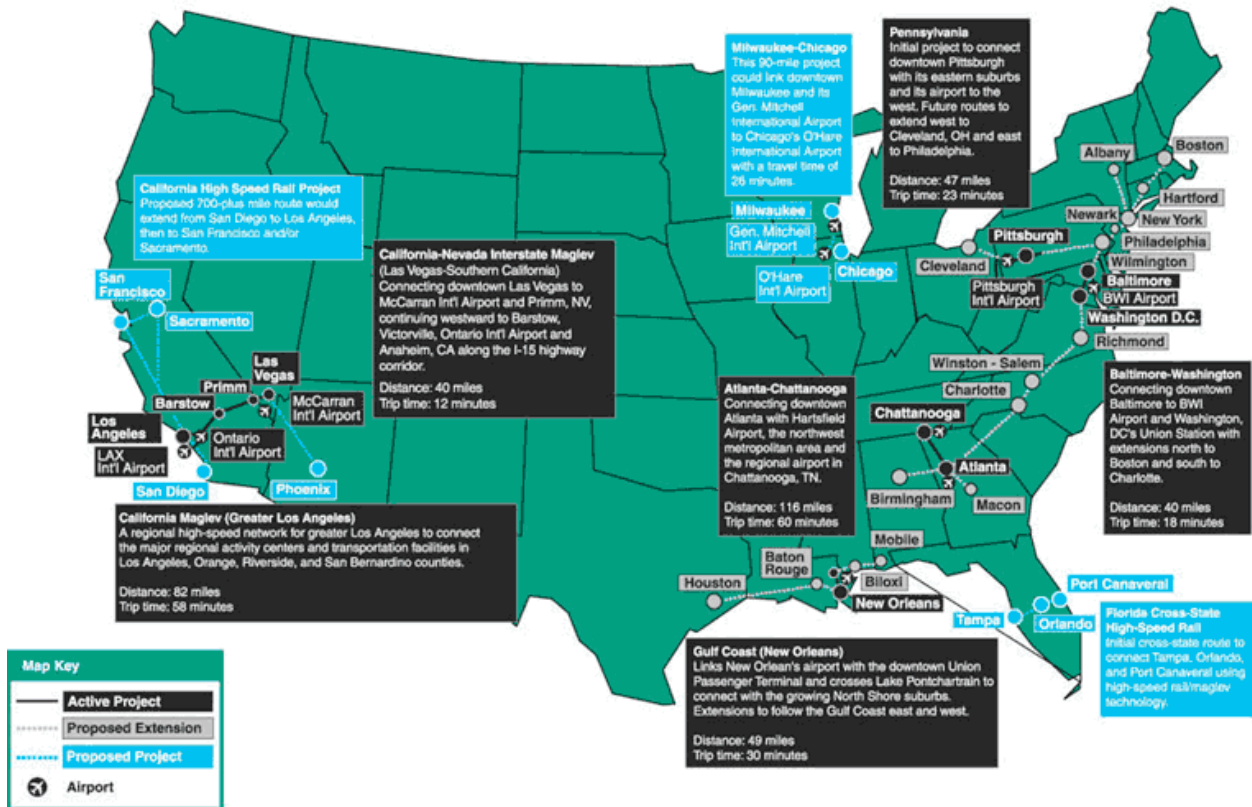 Milwaukee-Chicago
This 90-mile project
could link downtown
Milwaukee and its
Gen. Mitchell
International Airport
to Chicago's O'Hare
International Airport
with a travel time of
26 minutes.
Pennsylvania
Initial project to connect
downtown Pittsburgh
with its eastern suburbs
and its airport to the
west. Future routes to
extend west to
Cleveland, OH and east
to Philadelphia.
Distance: 47 miles
Trip time: 23 minutes
Albany
Boston
Hartford
Newark
New York
Philadelphia
Wilmington
Baltimore
BWI Airport
Washington D.C.
Richmond
Pittsburgh
Cleveland
Pittsburgh
Int'l Airport
Milwaukee
Gen. Mitchell
Int'l Airport
Chicago
O'Hare
Int'l Airport
California High Speed Rail Project
Proposed 700-plus mile route would
extend from San Diego to Los Angeles,
then to San Francisco and/or
Sacramento.
California-Nevada Interstate Maglev
(Las Vegas-Southern California)
Connecting downtown Las Vegas to
McCarran Int'l Airport and Primm, NV,
continuing westward to Barstow,
Victorville, Ontario Int'l Airport and
Anaheim, CA along the I-15 highway
corridor.
Distance: 40 miles
Trip time: 12 minutes
San
Francisco
Sacramento
Las
Vegas
Primm
Barstow
McCarran
Int'l Airport
Los
Angeles
LAX
Int'l Airport
Ontario
Int'l Airport
San Diego
Phoenix
Winston - Salem
Charlotte
Atlanta-Chattanooga
Connecting downtown
Atlanta with Hartsfield
Airport, the northwest
metropolitan area and
the regional airport in
Chattanooga, TN.
Distance: 116 miles
Trip time: 60 minutes
Chattanooga
Atlanta
Birmingham
Macon
Baltimore-Washington
Connecting downtown
Baltimore to BWI
Airport and Washington,
DC's Union Station with
extensions north to
Boston and south to
Charlotte.
Distance: 40 miles
Trip time: 18 minutes
California Maglev (Greater Los Angeles)
A regional high-speed network for greater Los Angeles to connect
the major regional activity centers and transportation facilities in
Los Angeles, Orange, Riverside, and San Bernardino counties.
Distance: 82 miles
Trip time: 58 minutes
Mobile
Baton
Rouge
Biloxi
Houston
New Orleans
Port Canaveral
Tampa
Orlando
Florida Cross-State
High-Speed Rail
Initial cross-state route to
connect Tampa, Orlando,
and Port Canaveral using
high-speed rail/maglev
technology.
Gulf Coast (New Orleans)
Links New Orlean's airport with the downtown Union
Passenger Terminal and crosses Lake Pontchartrain to
connect with the growing North Shore suburbs.
Extensions to follow the Gulf Coast east and west.
Distance: 49 miles
Trip time: 30 minutes
Map Key
Active Project
Proposed Extension
Proposed Project
Airport